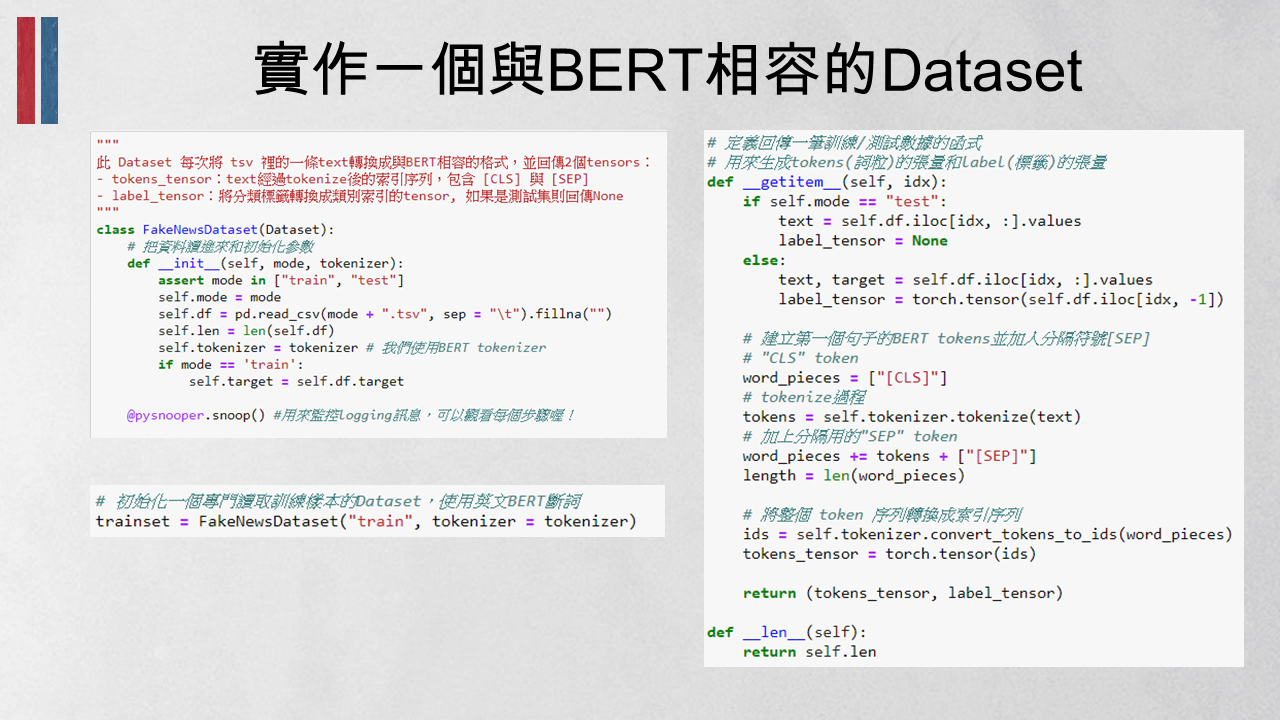 實作一個與BERT相容的Dataset
"""
此 Dataset 每次將 tsv 裡的一條text轉換成與BERT相容的格式，並回傳2個tensors：
- tokens_tensor：text經過tokenize後的索引序列，包含 [CLS] 與 [SEP]
- label_tensor：將分類標籤轉換成類別索引的tensor, 如果是測試集則回傳None
"""
class FakeNewsDataset(Dataset):
    # 把資料讀進來和初始化參數
    def __init__(self, mode, tokenizer):
        assert mode in ["train", "test"]
        self.mode = mode
        self.df = pd.read_csv(mode + ".tsv", sep = "\t").fillna("")
        self.len = len(self.df)
        self.tokenizer = tokenizer # 我們使用BERT tokenizer
        if mode == 'train':
            self.target = self.df.target
    @pysnooper.snoop() #用來監控logging訊息，可以觀看每個步驟喔！
# 初始化一個專門讀取訓練樣本的Dataset，使用英文BERT斷詞
trainset = FakeNewsDataset("train", tokenizer = tokenizer)
# 定義回傳一筆訓練/測試數據的函式
# 用來生成tokens(詞粒)的張量和label(標籤)的張量
def __getitem__(self, idx):
    if self.mode == "test":
        text = self.df.iloc[idx, :].values
        label_tensor = None
    else:
        text, target = self.df.iloc[idx, :].values
        label_tensor = torch.tensor(self.df.iloc[idx, -1])
    # 建立第一個句子的BERT tokens並加入分隔符號[SEP]
    # "CLS" token
    word_pieces = ["[CLS]"]
    # tokenize過程
    tokens = self.tokenizer.tokenize(text)
    # 加上分隔用的"SEP" token
    word_pieces += tokens + ["[SEP]"]
    length = len(word_pieces)
    # 將整個 token 序列轉換成索引序列
    ids = self.tokenizer.convert_tokens_to_ids(word_pieces)
    tokens_tensor = torch.tensor(ids)
    return (tokens_tensor, label_tensor)
def __len__(self):
    return self.len